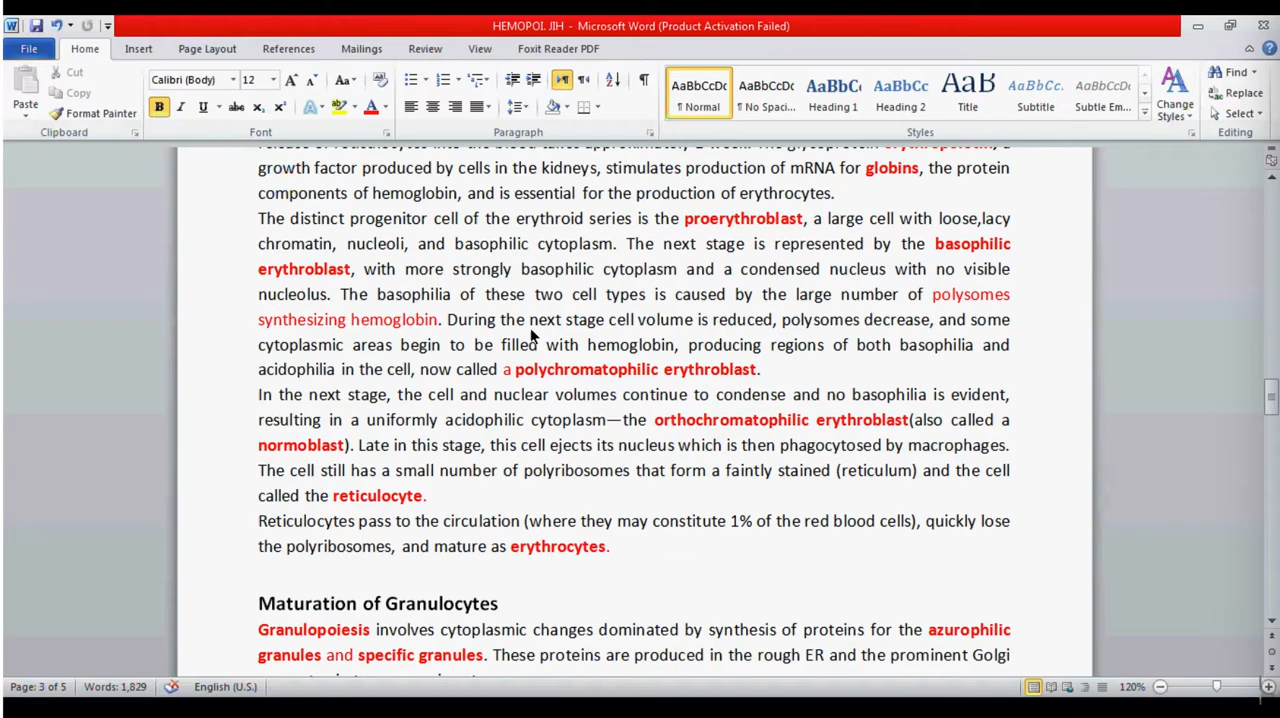 HEMOPOI. JIH - Microsoft Word (Product Activation Failed)
File Home Insert Page Layout References Mailings Review View Foxit Reader PDF
Paste Cut Copy Format Painter
Calibri (Body) 12
AaBbCcDc AaBbCcDc AaBbC AaBbCc AaB AaBbCc. AaBbCcDc
¶ Normal ¶ No Spaci... Heading 1 Heading 2 Title Subtitle Subtle Em...
Change Styles
Find Replace Select
Clipboard Font Paragraph Styles Editing
growth factor produced by cells in the kidneys, stimulates production of mRNA for globins, the protein
components of hemoglobin, and is essential for the production of erythrocytes.
The distinct progenitor cell of the erythroid series is the proerythroblast, a large cell with loose,lacy
chromatin, nucleoli, and basophilic cytoplasm. The next stage is represented by the basophilic
erythroblast, with more strongly basophilic cytoplasm and a condensed nucleus with no visible
nucleolus. The basophilia of these two cell types is caused by the large number of polysomes
synthesizing hemoglobin. During the next stage cell volume is reduced, polysomes decrease, and some
cytoplasmic areas begin to be filled with hemoglobin, producing regions of both basophilia and
acidophilia in the cell, now called a polychromatophilic erythroblast.
In the next stage, the cell and nuclear volumes continue to condense and no basophilia is evident,
resulting in a uniformly acidophilic cytoplasm—the orthochromatophilic erythroblast(also called a
normoblast). Late in this stage, this cell ejects its nucleus which is then phagocytosed by macrophages.
The cell still has a small number of polyribosomes that form a faintly stained (reticulum) and the cell
called the reticulocyte.
Reticulocytes pass to the circulation (where they may constitute 1% of the red blood cells), quickly lose
the polyribosomes, and mature as erythrocytes.
Maturation of Granulocytes
Granulopoiesis involves cytoplasmic changes dominated by synthesis of proteins for the azurophilic
granules and specific granules. These proteins are produced in the rough ER and the prominent Golgi
Page: 3 of 5 Words: 1,829 English (U.S.) 120%